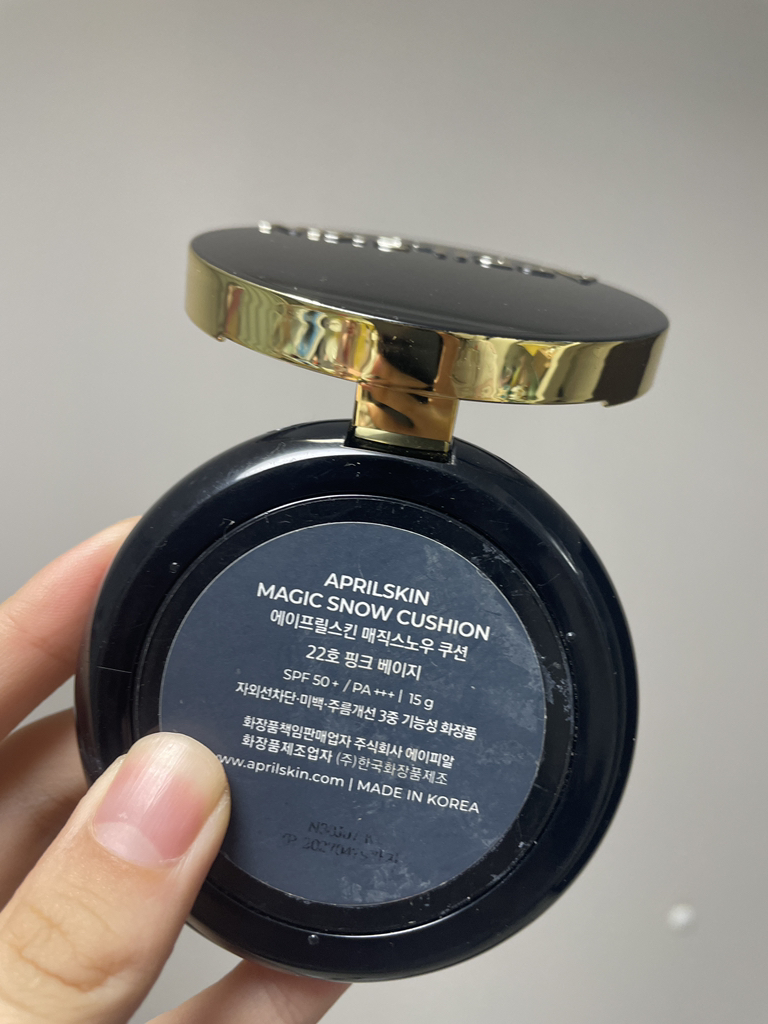 APRILSKIN
MAGIC SNOW CUSHION
에이프릴스킨 매직스노우 쿠션
22호 핑크 베이지
SPF 50+ / PA +++ | 15 g
자외선차단·미백·주름개선 3중 기능성 화장품
화장품책임판매업자 주식회사 에이피알
화장품제조업자 (주)한국화장품제조
www.aprilskin.com | MADE IN KOREA